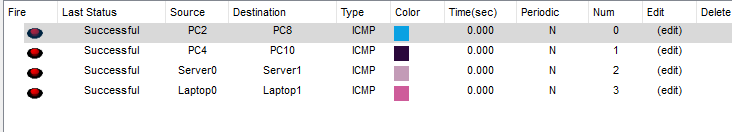 Fire Last Status Source Destination Type Color Time(sec) Periodic Num Edit Delete
Successful PC2 PC8 ICMP 0.000 N 0 (edit)
Successful PC4 PC10 ICMP 0.000 N 1 (edit)
Successful Server0 Server1 ICMP 0.000 N 2 (edit)
Successful Laptop0 Laptop1 ICMP 0.000 N 3 (edit)